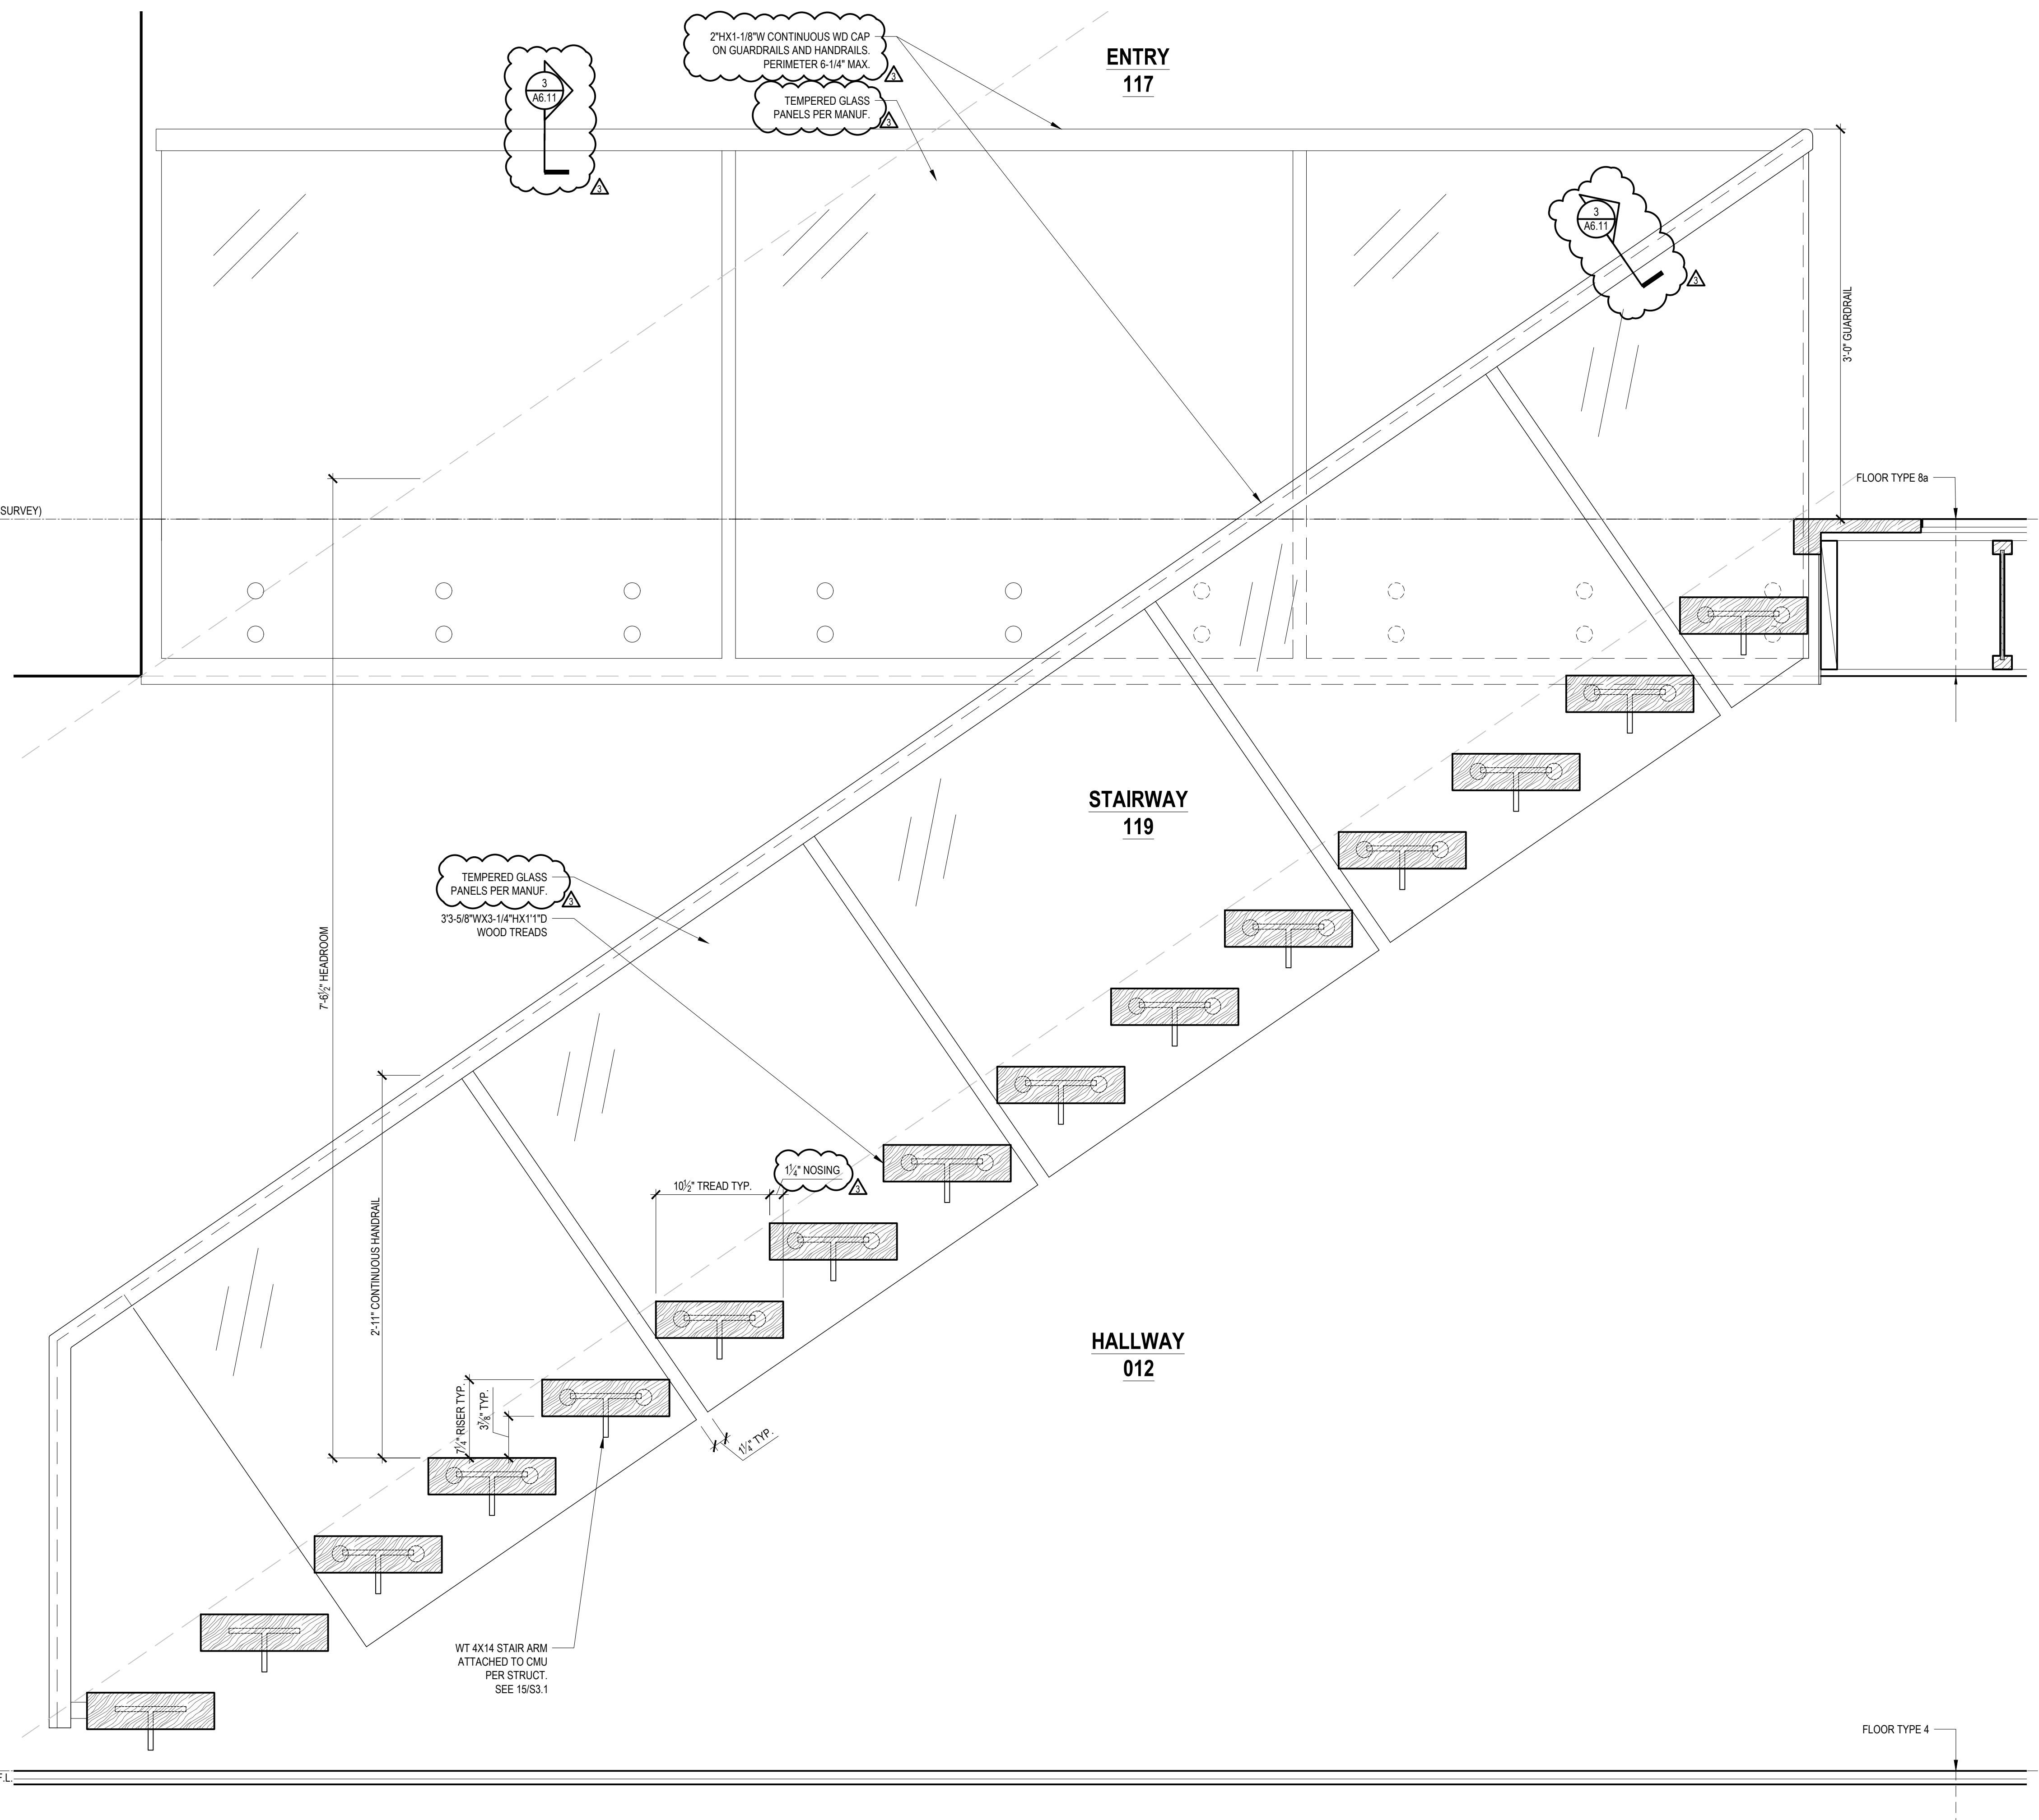 2"HX1-1/8"W CONTINUOUS WD CAP
ON GUARDRAILS AND HANDRAILS.
PERIMETER 6-1/4" MAX.
3
TEMPERED GLASS
PANELS PER MANUF.
3
ENTRY
117
3
A6.11
3
3
A6.11
3
3'-0" GUARDRAIL
FLOOR TYPE 8a
SURVEY)
STAIRWAY
119
TEMPERED GLASS
PANELS PER MANUF.
3
3'3-5/8"WX3-1/4"HX1'1"D
WOOD TREADS
7'-6½" HEADROOM
2'-11" CONTINUOUS HANDRAIL
10½" TREAD TYP.
1¼" NOSING
3
7¼" RISER TYP.
3⅞" TYP.
1¼" TYP.
HALLWAY
012
WT 4X14 STAIR ARM
ATTACHED TO CMU
PER STRUCT.
SEE 15/S3.1
FLOOR TYPE 4
F.L.